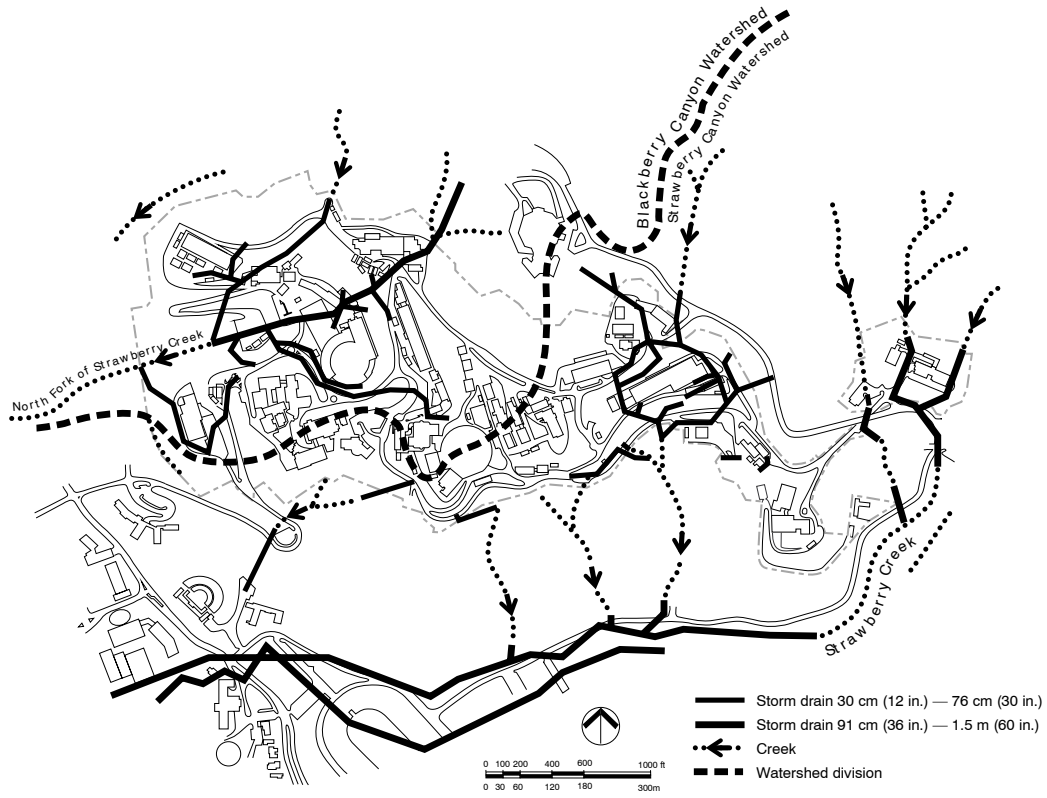 Blackberry Canyon Watershed
Strawberry Canyon Watershed
North Fork of Strawberry Creek
Strawberry Creek
Storm drain 30 cm (12 in.) — 76 cm (30 in.)
Storm drain 91 cm (36 in.) — 1.5 m (60 in.)
Creek
Watershed division
0 100 200 400 600 1000 ft
0 30 60 120 180 300m